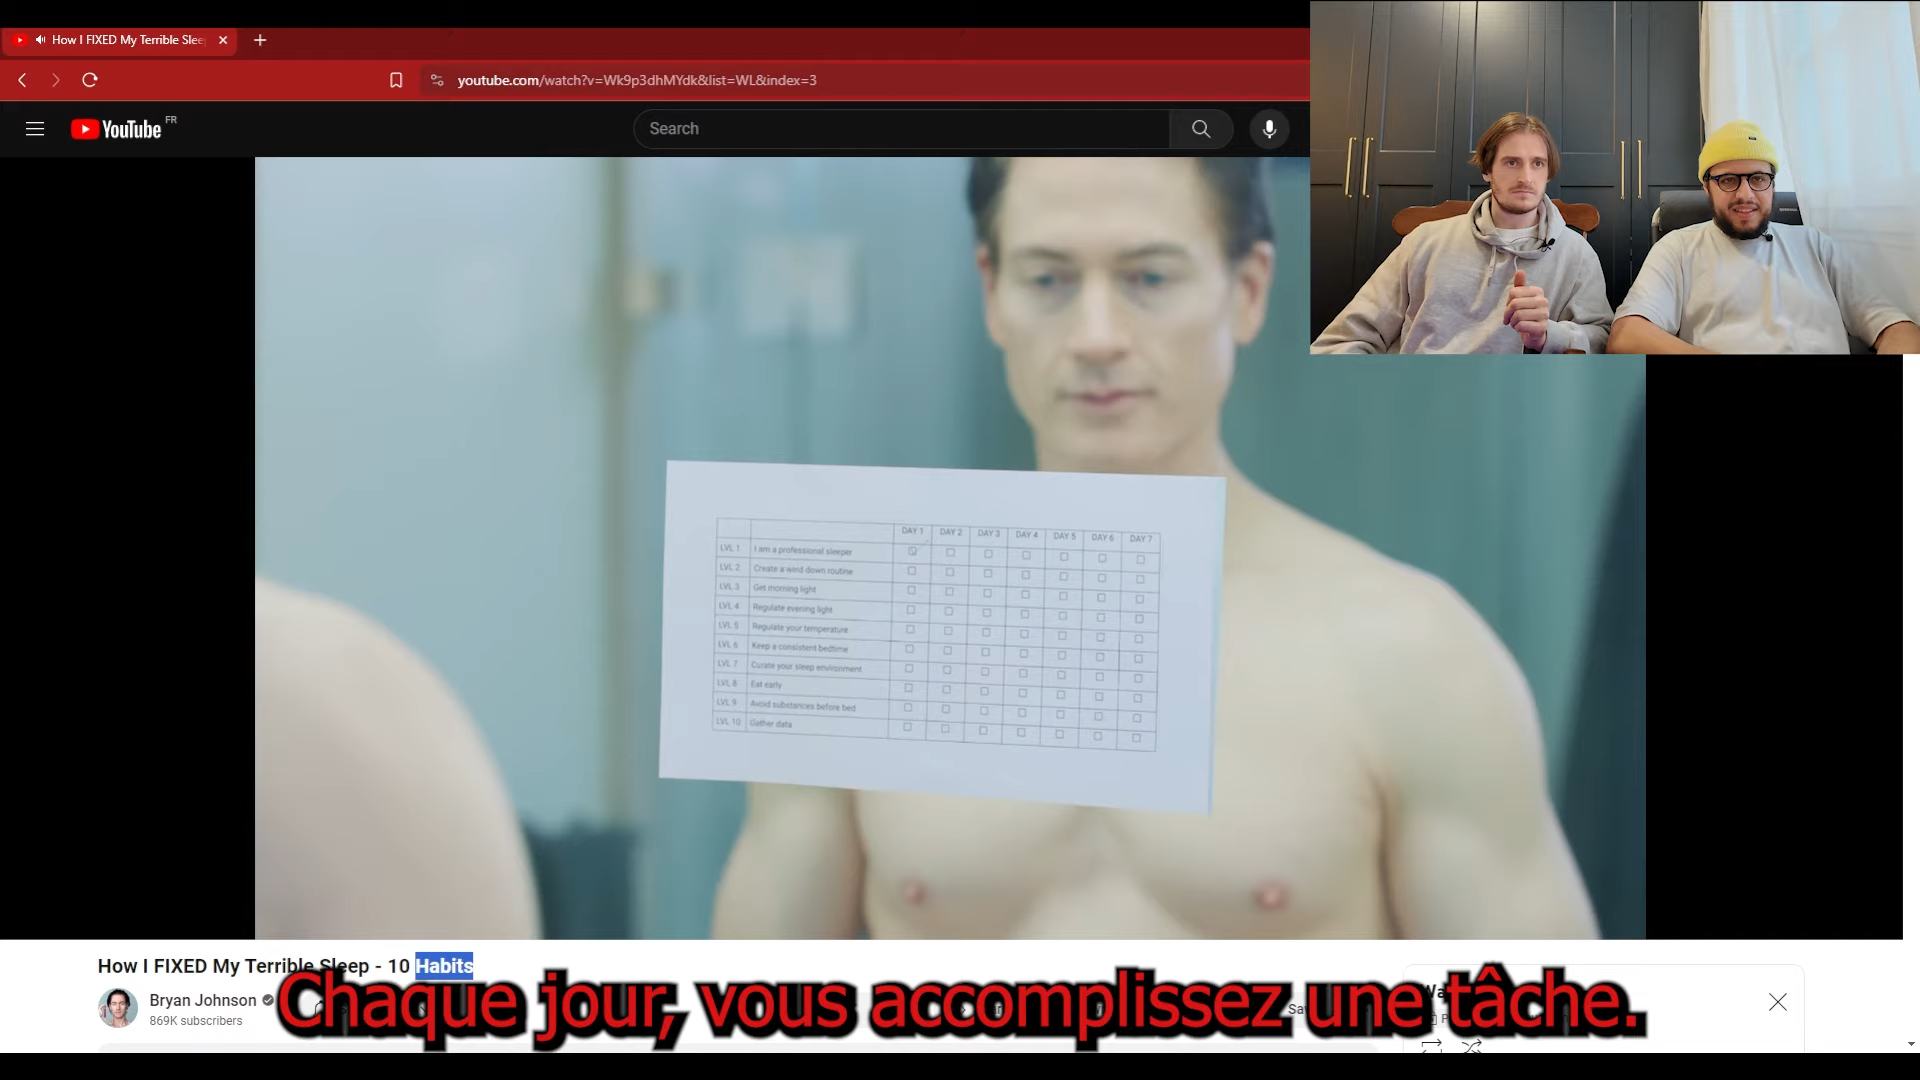 How I FIXED My Terrible Slee
youtube.com/watch?v=Wk9p3dhMYdk&list=WL&index=3
YouTube FR
Search
DAY 1 DAY 2 DAY 3 DAY 4 DAY 5 DAY 6 DAY 7
LVL 1 I am a professional sleeper
LVL 2 Create a wind down routine
LVL 3 Get morning light
LVL 4 Regulate evening light
LVL 5 Regulate your temperature
LVL 6 Keep a consistent bedtime
LVL 7 Curate your sleep environment
LVL 8 Eat early
LVL 9 Avoid substances before bed
LVL 10 Gather data
How I FIXED My Terrible Sleep - 10 Habits
Bryan Johnson
869K subscribers
Chaque jour, vous accomplissez une tâche.